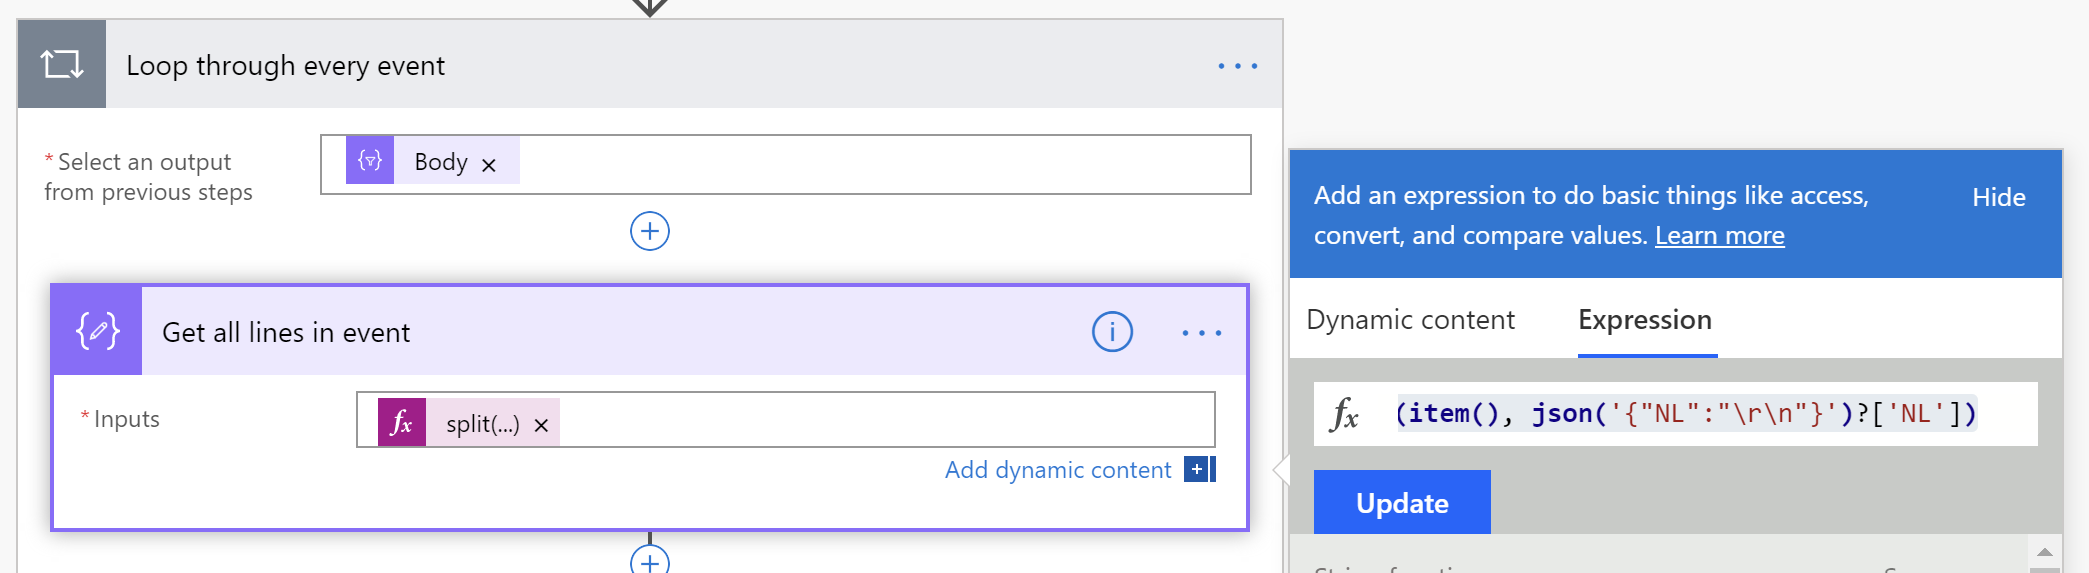 Loop through every event
* Select an output
from previous steps
Body ×
Add an expression to do basic things like access,
convert, and compare values. Learn more
Hide
Get all lines in event
i
Dynamic content
Expression
* Inputs
fx split(...) ×
fx (item(), json('{"NL":"\r\n"}')?['NL'])
Add dynamic content
Update